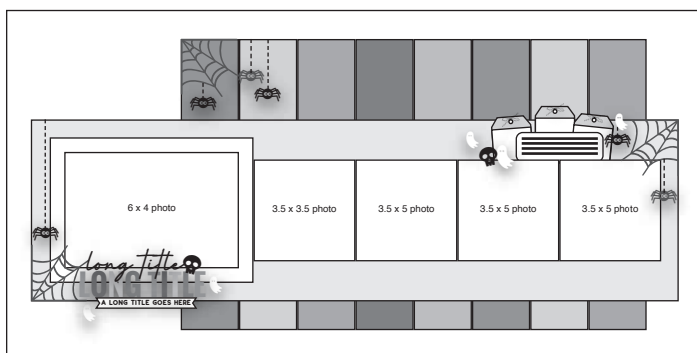 6 x 4 photo
3.5 x 3.5 photo
3.5 x 5 photo
3.5 x 5 photo
3.5 x 5 photo
long title
LONG TITLE
A LONG TITLE GOES HERE